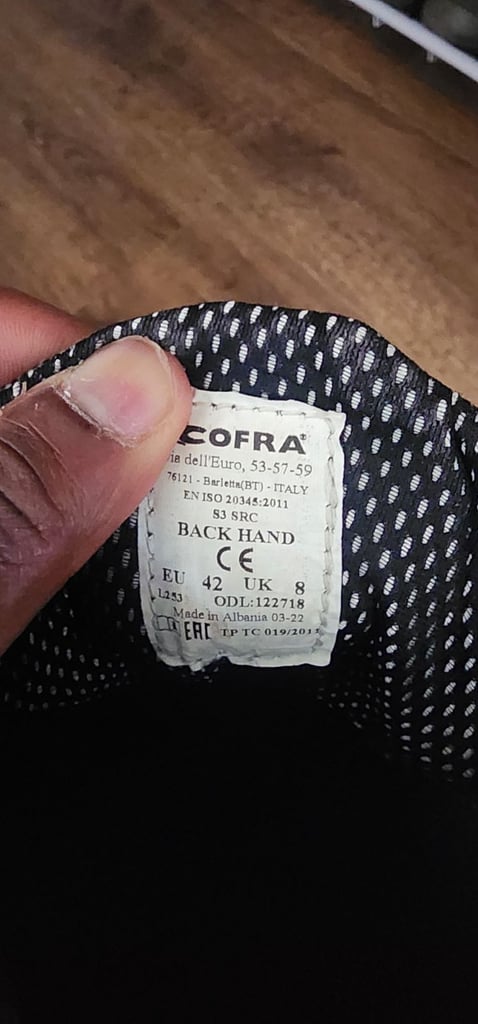 COFRA®
Via dell'Euro, 53-57-59
76121 - Barletta(BT) - ITALY
EN ISO 20345:2011
S3 SRC
BACK HAND
CE
EU 42 UK 8
L253 ODL:122718
Made in Albania 03-22
EAC TP TC 019/2011